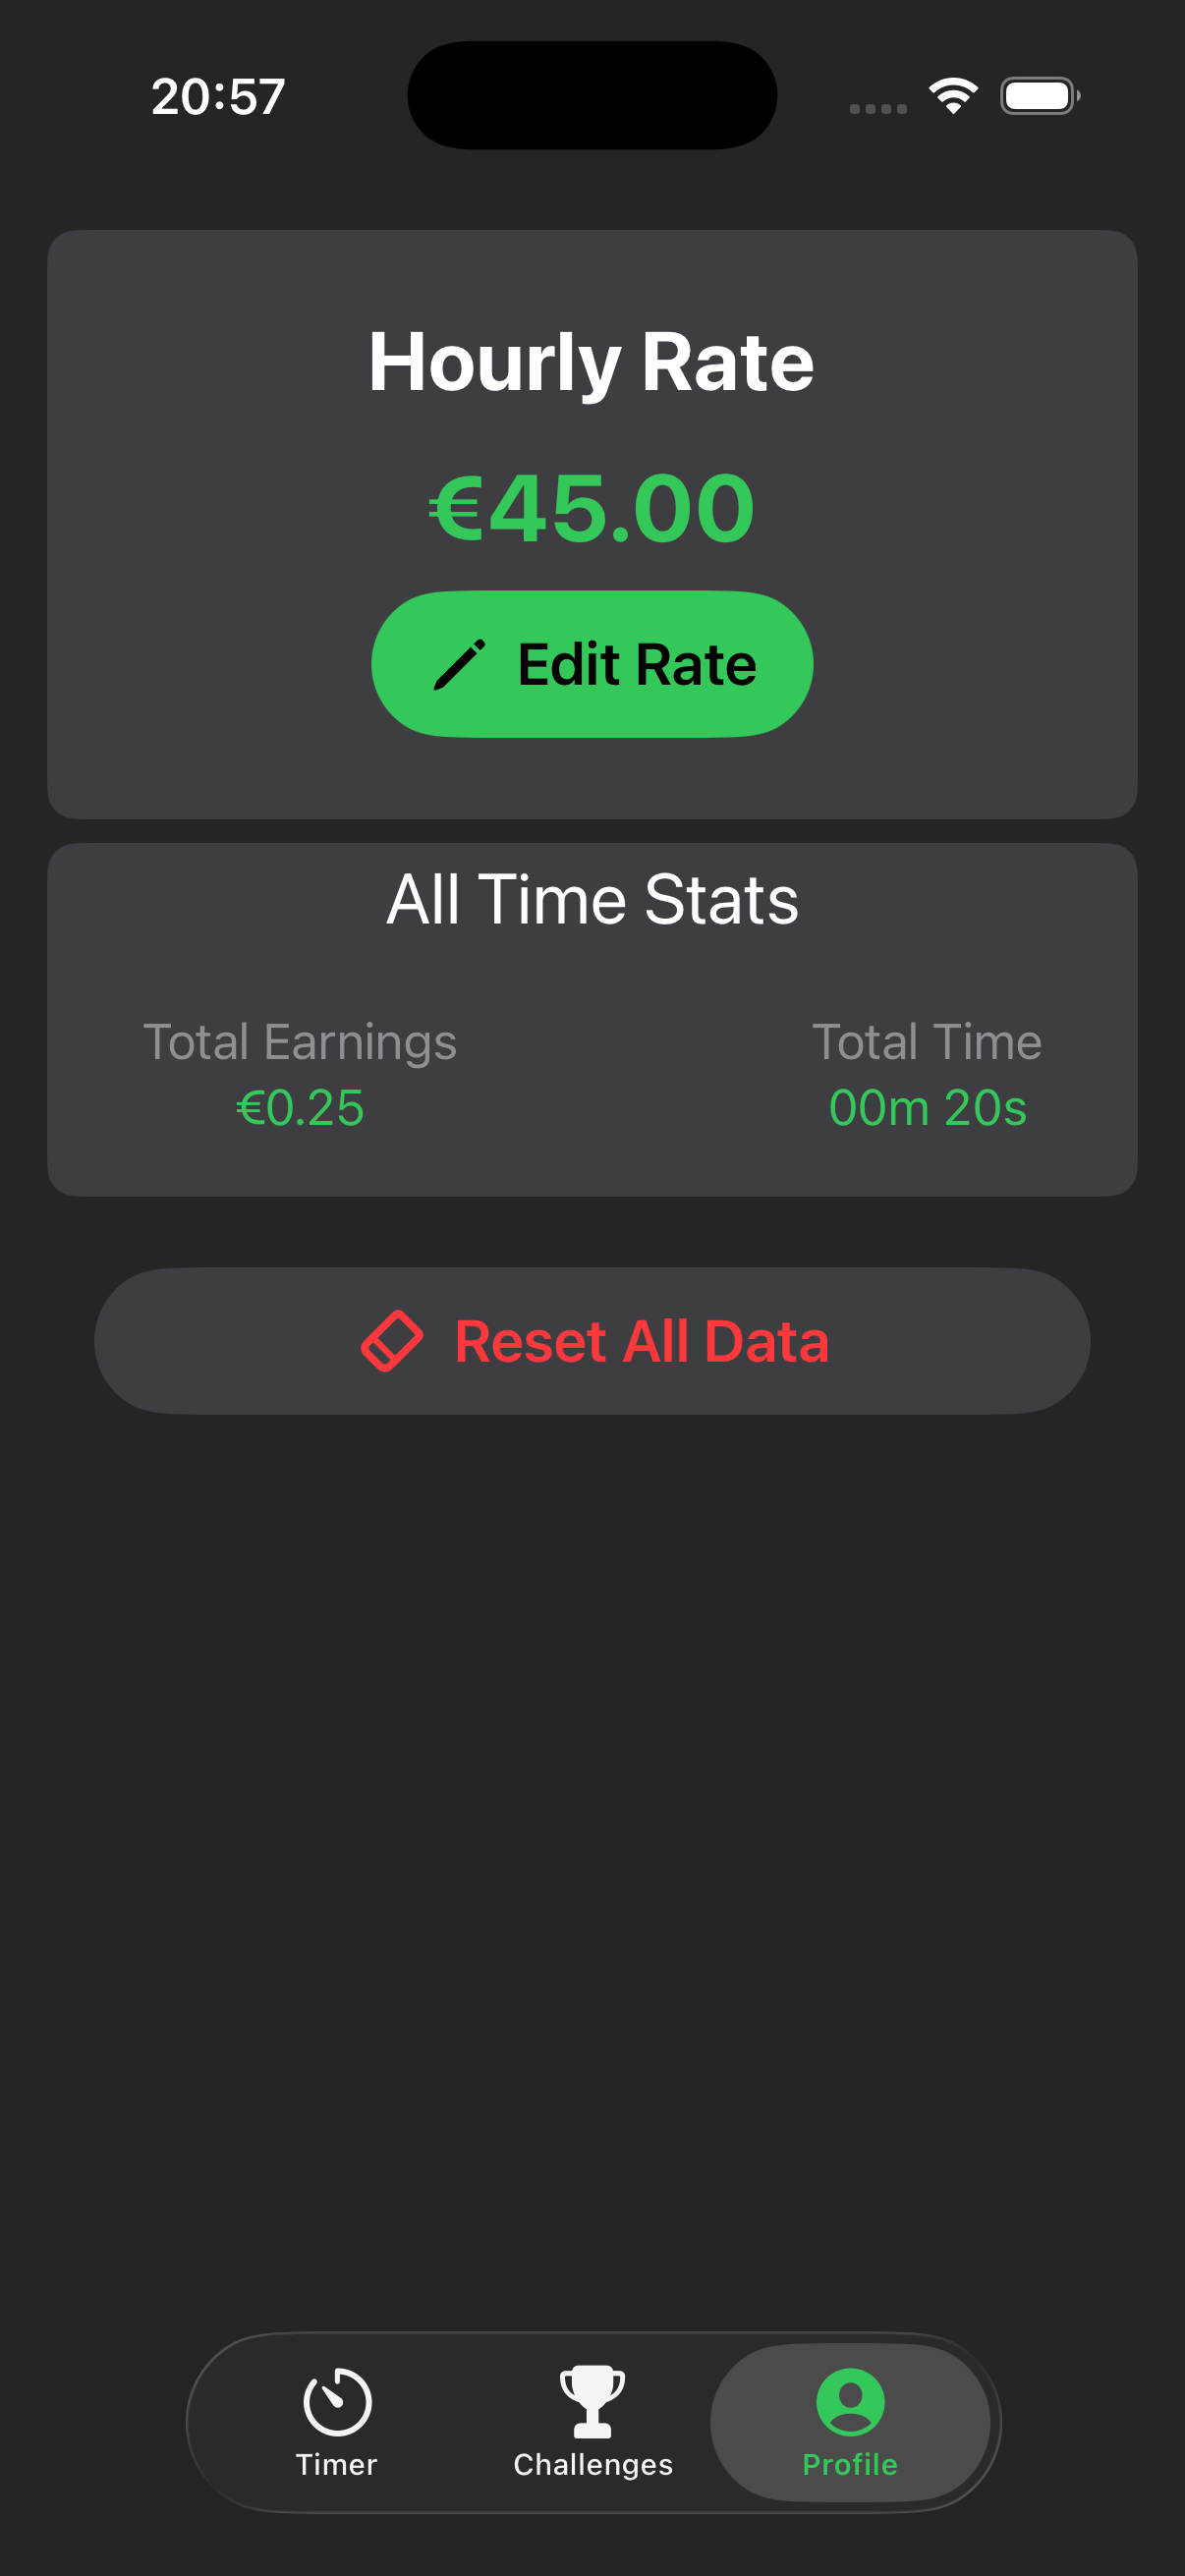 20:57
Hourly Rate
€45.00
Edit Rate
All Time Stats
Total Earnings
Total Time
€0.25
00m 20s
Reset All Data
Timer
Challenges
Profile